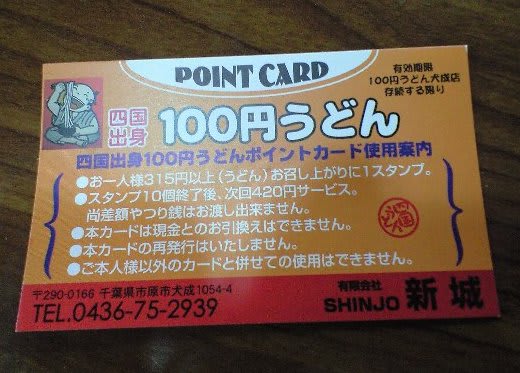 POINT CARD
有効期限
100円うどん犬成店
存続する限り
四国
出身
100円うどん
四国出身100円うどんポイントカード使用案内
●お一人様315円以上(うどん)お召し上がりに1スタンプ。
●スタンプ10個終了後、次回420円サービス。
尚差額やつり銭はお渡し出来ません。
●本カードは現金とのお引換えはできません。
●本カードの再発行はいたしません。
●ご本人様以外のカードと併せての使用はできません。
〒290-0166 千葉県市原市犬成1054-4
TEL.0436-75-2939
有限会社
SHINJO 新城